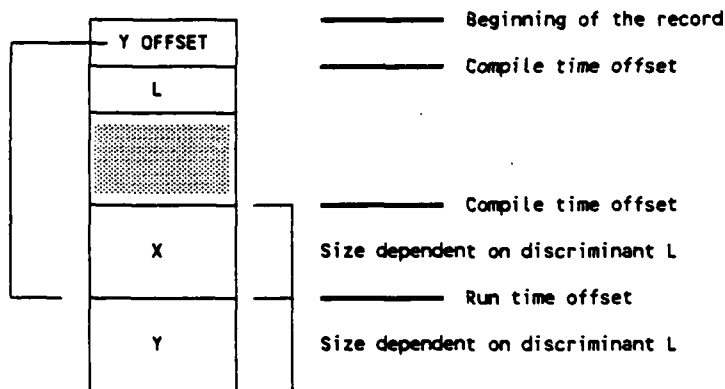 Beginning of the record
Y OFFSET
Compile time offset
L
Compile time offset
X
Size dependent on discriminant L
Run time offset
Y
Size dependent on discriminant L